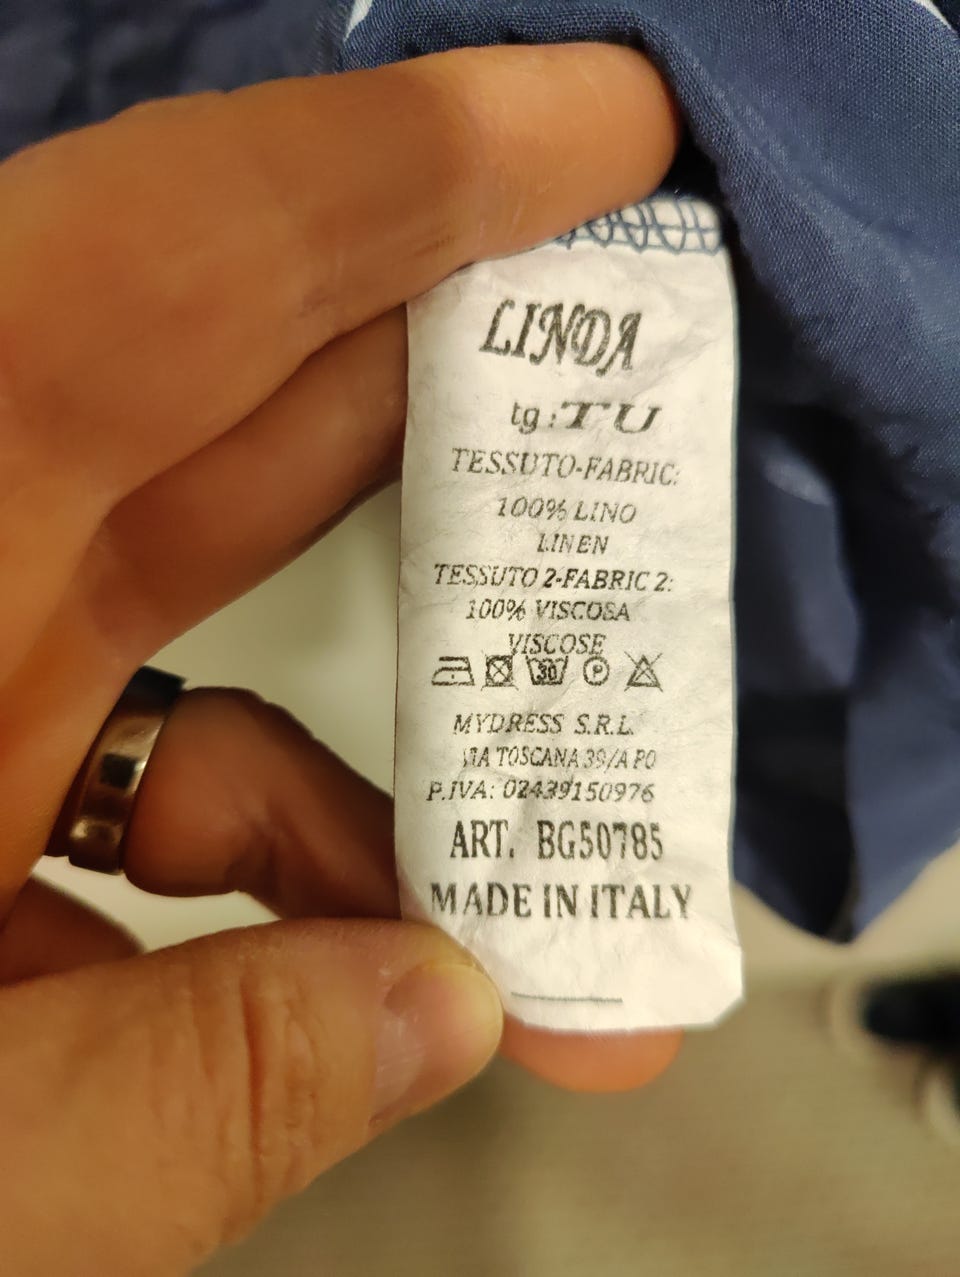 LINDA
tg:TU
TESSUTO-FABRIC:
100% LINO
LINEN
TESSUTO 2-FABRIC 2:
100% VISCOSA
VISCOSE
30 P
MYDRESS S.R.L.
VIA TOSCANA 39/A PO
P.IVA: 02439150976
ART. BG50785
MADE IN ITALY